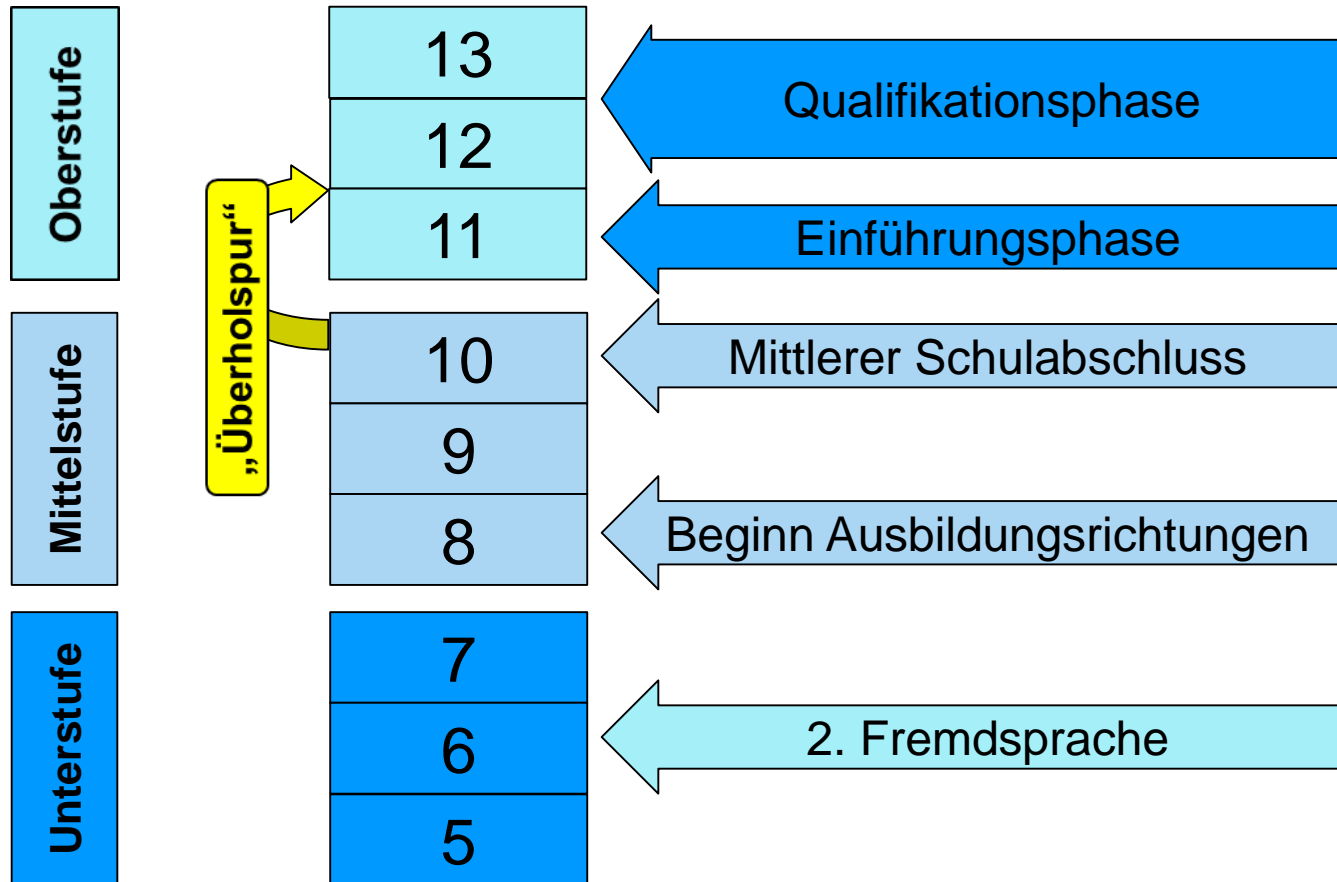 Oberstufe
13
Qualifikationsphase
12
11
Einführungsphase
„Überholspur“
Mittelstufe
10
Mittlerer Schulabschluss
9
8
Beginn Ausbildungsrichtungen
Unterstufe
7
6
2. Fremdsprache
5